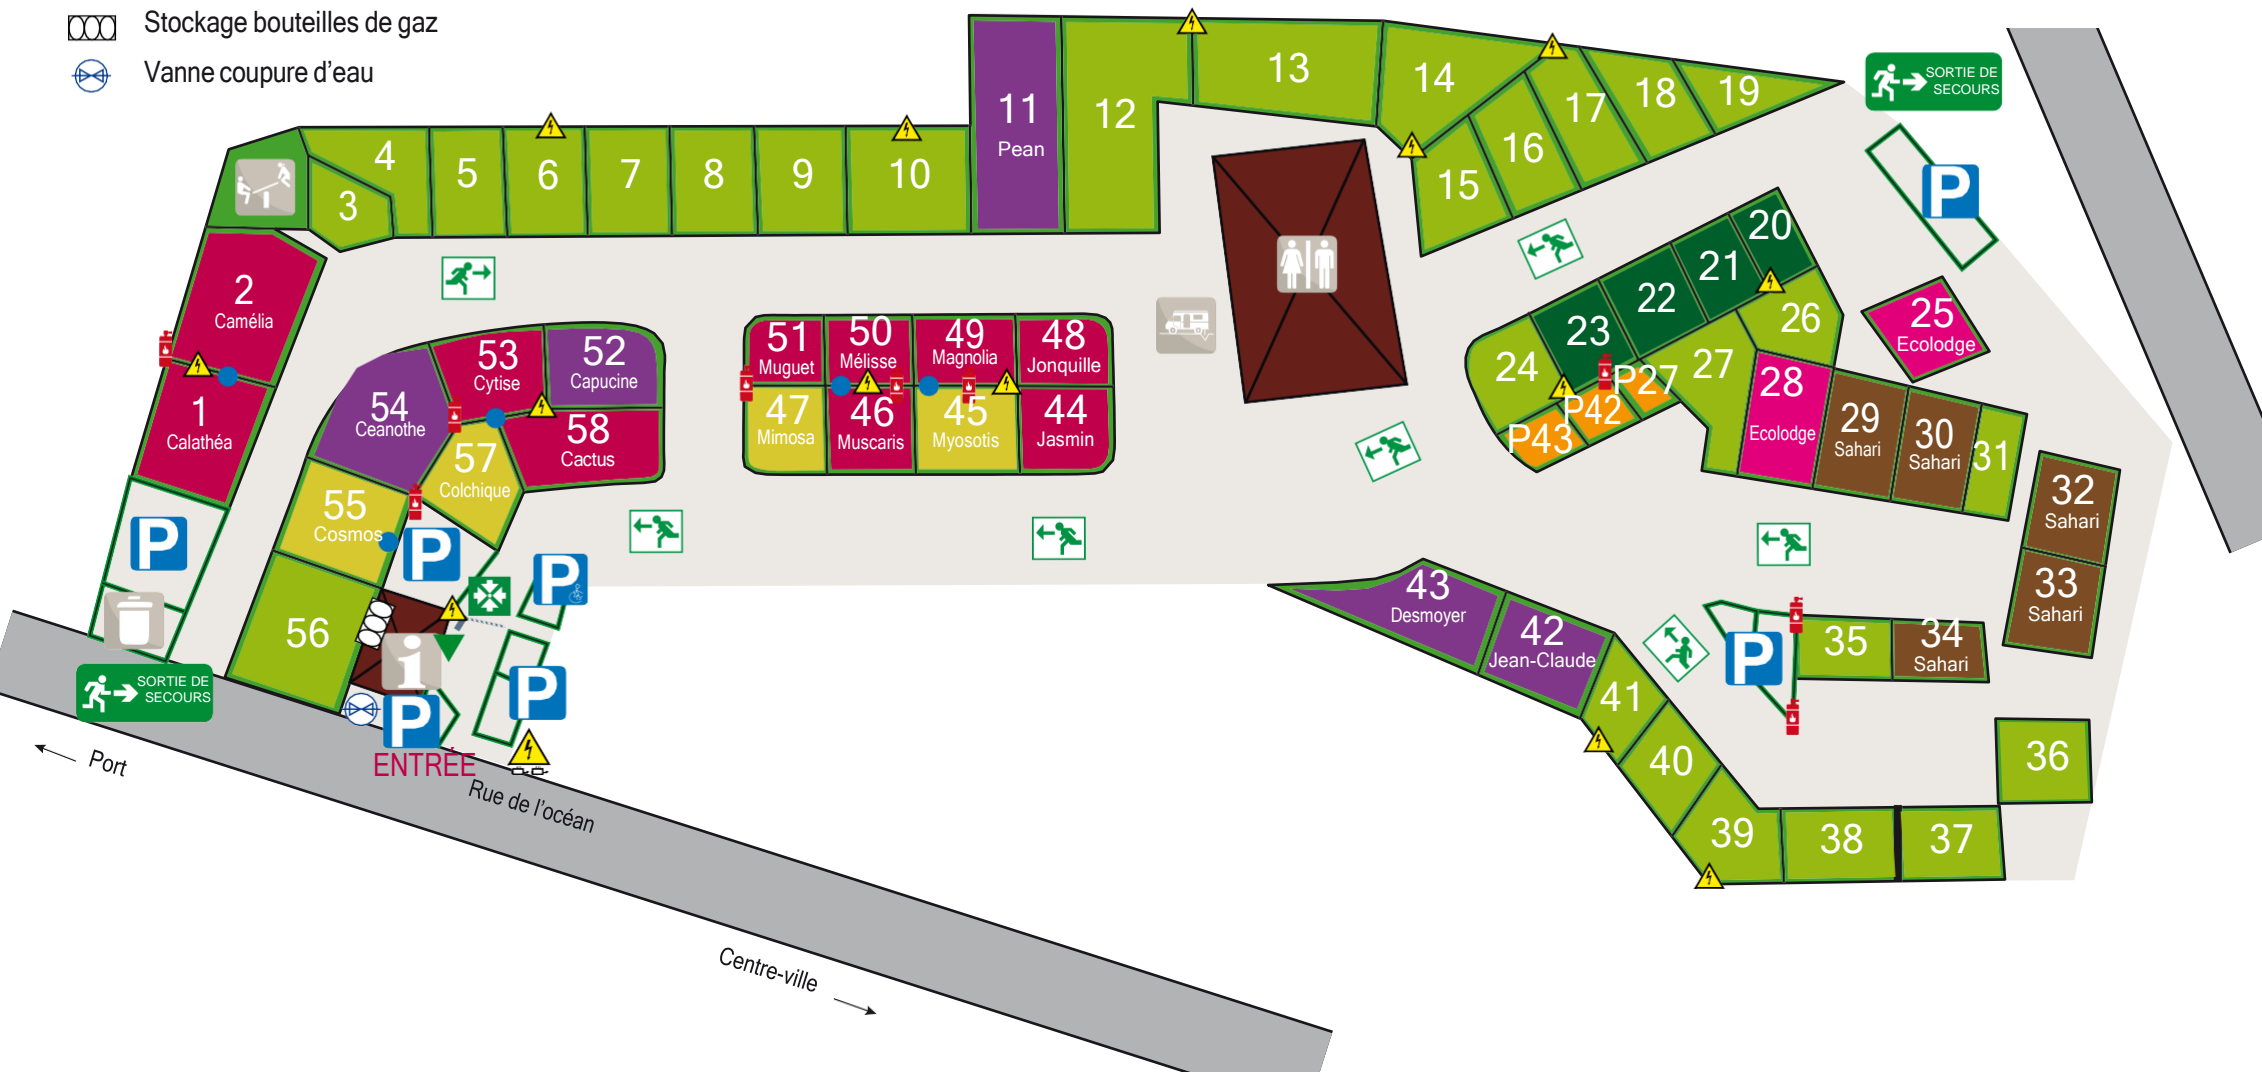 Stockage bouteilles de gaz
Vanne coupure d'eau
SORTIE DE
SECOURS
P
3
4
5
6
7
8
9
10
11
Pean
12
13
14
15
16
17
18
19
2
Camélia
1
Calathéa
53
Cytise
52
Capucine
54
Ceanothe
58
Cactus
57
Colchique
55
Cosmos
56
51
Muguet
50
Mélisse
49
Magnolia
48
Jonquille
47
Mimosa
46
Muscaris
45
Myosotis
44
Jasmin
20
21
22
23
24
26
27
P27
P42
P43
25
Ecolodge
28
Ecolodge
29
Sahari
30
Sahari
31
32
Sahari
33
Sahari
34
Sahari
35
36
37
38
39
40
41
42
Jean-Claude
43
Desmoyer
P
P
P
P
P
P
i
SORTIE DE
SECOURS
ENTRÉE
Port
Rue de l'océan
Centre-ville